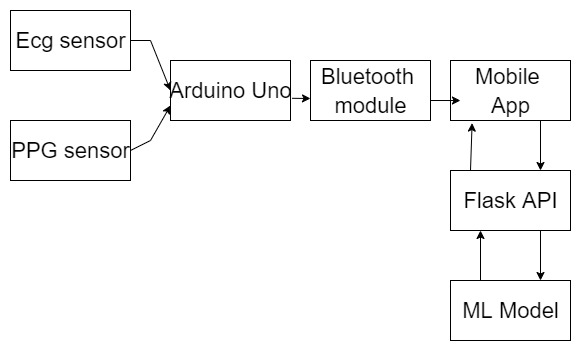 Ecg sensor
PPG sensor
Arduino Uno
Bluetooth
module
Mobile
App
Flask API
ML Model